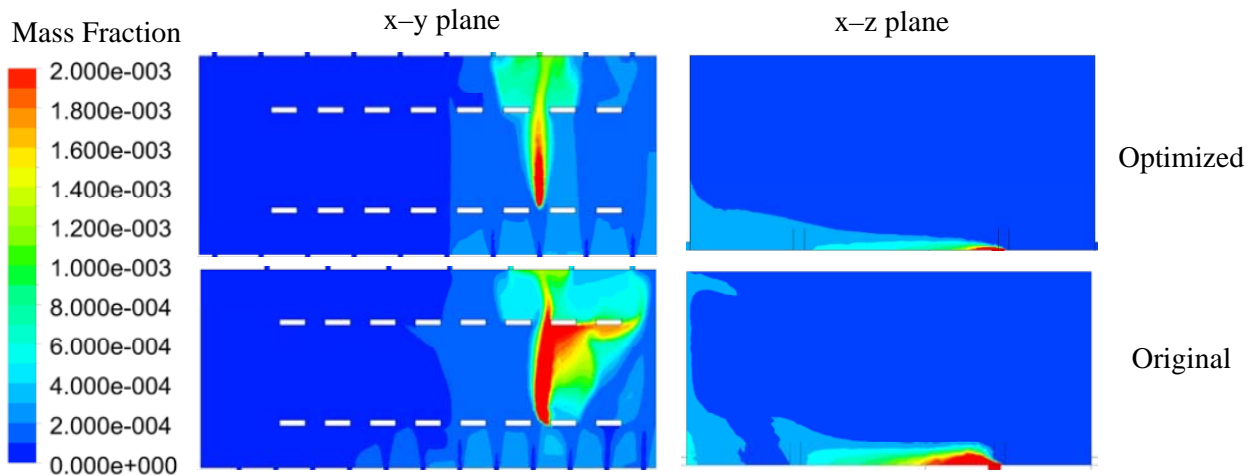 x–y plane
x–z plane
Mass Fraction
2.000e-003
1.800e-003
1.600e-003
1.400e-003
1.200e-003
1.000e-003
8.000e-004
6.000e-004
4.000e-004
2.000e-004
0.000e+000
Optimized
Original